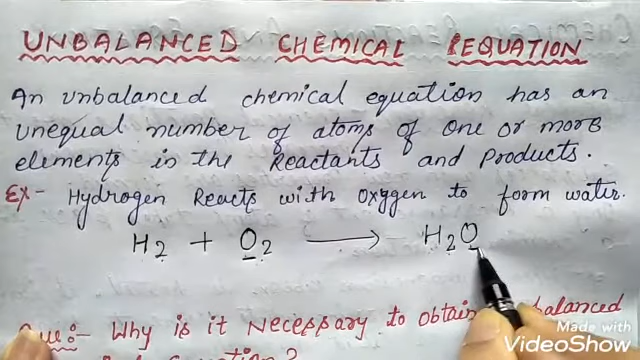 UNBALANCED CHEMICAL EQUATION
An unbalanced chemical equation has an
unequal number of atoms of one or more
elements in the Reactants and Products.
Ex- Hydrogen Reacts with oxygen to form water.
H2 + O2 → H2O
Que:- Why is it necessary to obtain balanced
Made with
VideoShow